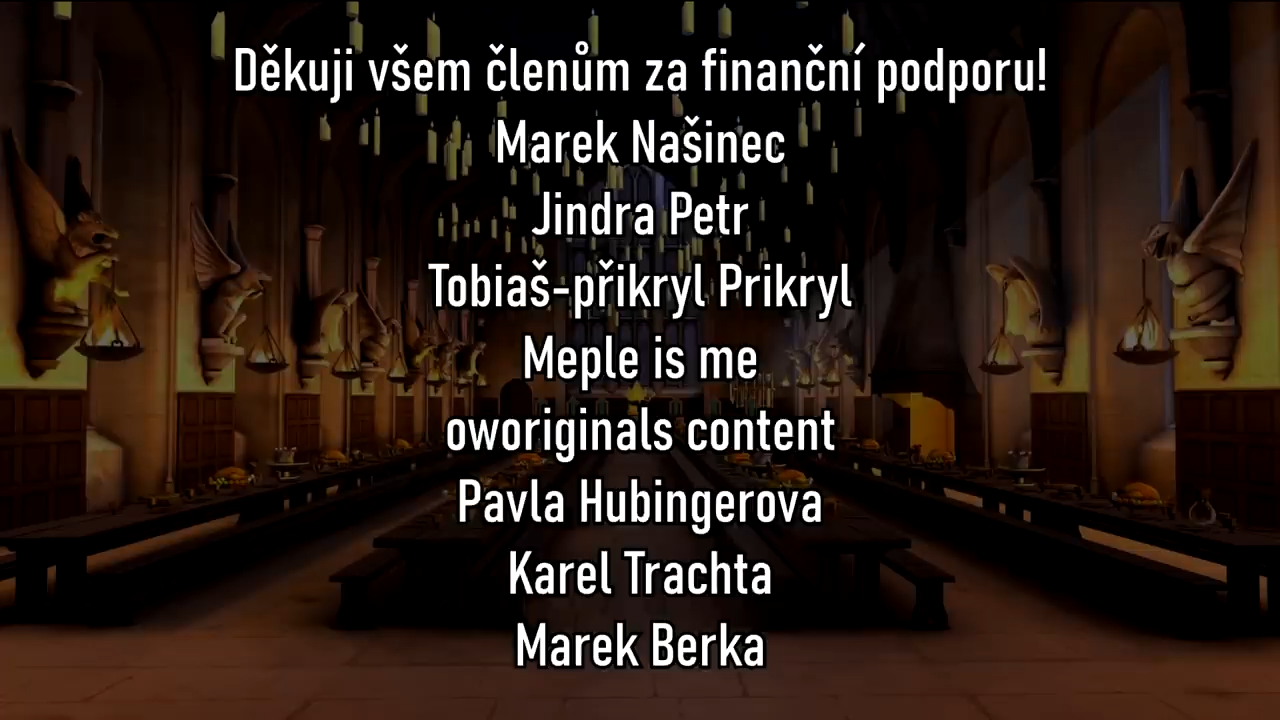 Děkuji všem členům za finanční podporu!
Marek Našinec
Jindra Petr
Tobiaš-přikryl Prikryl
Meple is me
oworiginals content
Pavla Hubingerova
Karel Trachta
Marek Berka